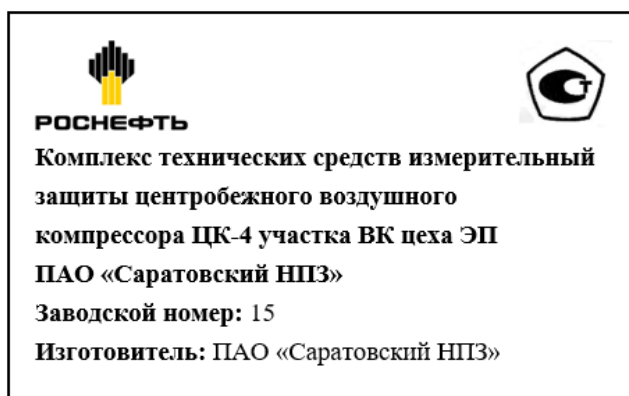 РОСНЕФТЬ
Комплекс технических средств измерительный
защиты центробежного воздушного
компрессора ЦК-4 участка ВК цеха ЭП
ПАО «Саратовский НПЗ»
Заводской номер: 15
Изготовитель: ПАО «Саратовский НПЗ»